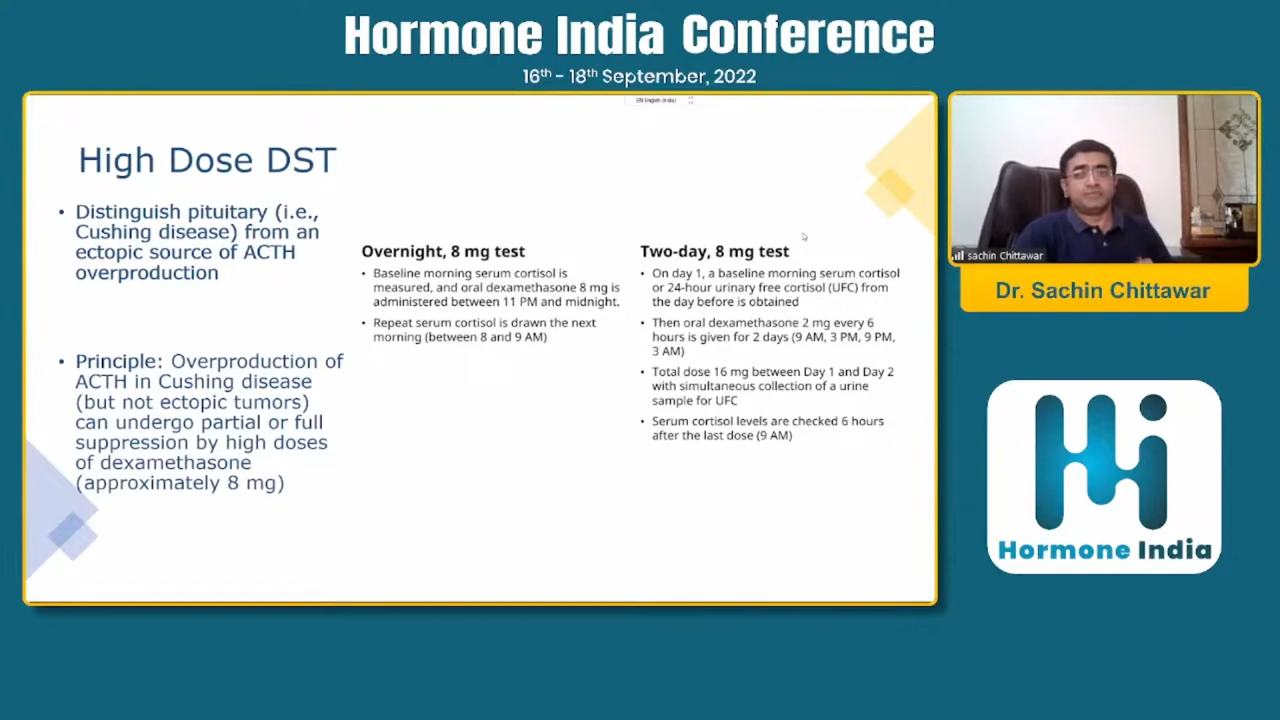 Hormone India Conference
16th - 18th September, 2022
EN English (India)
High Dose DST
• Distinguish pituitary (i.e.,
Cushing disease) from an
ectopic source of ACTH
overproduction
• Principle: Overproduction of
ACTH in Cushing disease
(but not ectopic tumors)
can undergo partial or full
suppression by high doses
of dexamethasone
(approximately 8 mg)
Overnight, 8 mg test
• Baseline morning serum cortisol is
measured, and oral dexamethasone 8 mg is
administered between 11 PM and midnight.
• Repeat serum cortisol is drawn the next
morning (between 8 and 9 AM)
Two-day, 8 mg test
• On day 1, a baseline morning serum cortisol
or 24-hour urinary free cortisol (UFC) from
the day before is obtained
• Then oral dexamethasone 2 mg every 6
hours is given for 2 days (9 AM, 3 PM, 9 PM,
3 AM)
• Total dose 16 mg between Day 1 and Day 2
with simultaneous collection of a urine
sample for UFC
• Serum cortisol levels are checked 6 hours
after the last dose (9 AM)
sachin Chittawar
Dr. Sachin Chittawar
Hormone India